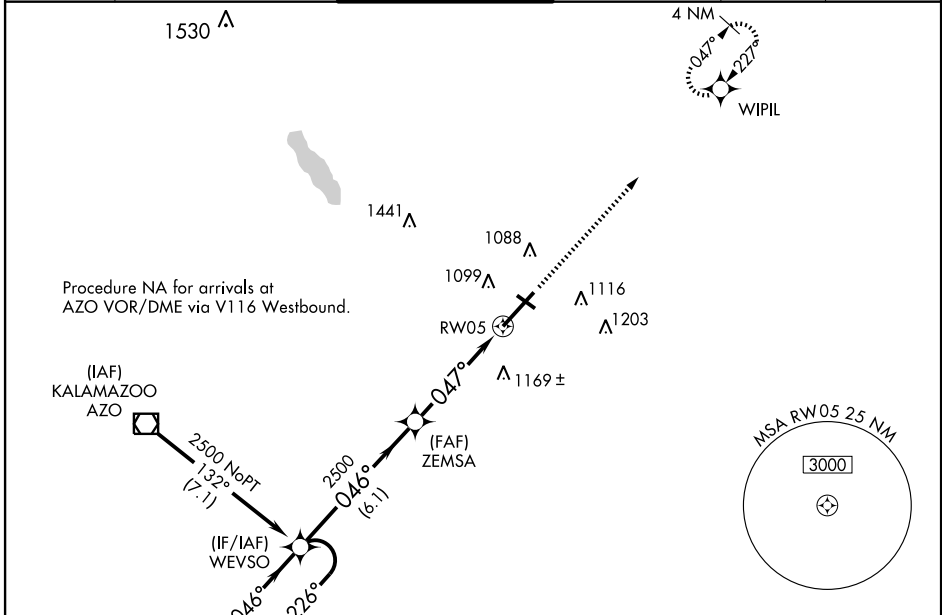 1530
4 NM
047°
227°
WIPIL
1441
1088
1099
1116
1203
Procedure NA for arrivals at
AZO VOR/DME via V116 Westbound.
RW05
1169 ±
(IAF)
KALAMAZOO
AZO
047°
(FAF)
ZEMSA
2500 NoPT
132°
(7.1)
2500
046°
(6.1)
MSA RW05 25 NM
3000
(IF/IAF)
WEVSO
046°
226°